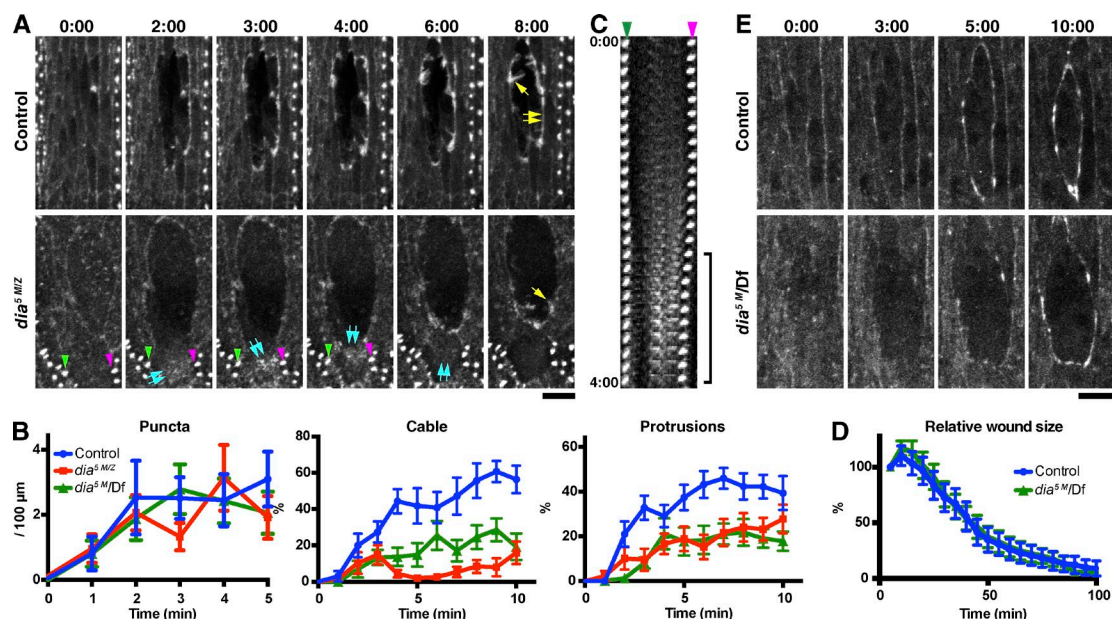 A
0:00 2:00 3:00 4:00 6:00 8:00
Control
dia⁵ ᴹ/ᶻ
C
0:00
4:00
E
0:00 3:00 5:00 10:00
Control
dia⁵ ᴹ/Df
B
Puncta
/ 100 µm
4
2
0
Control
dia⁵ ᴹ/ᶻ
dia⁵ ᴹ/Df
0 1 2 3 4 5
Time (min)
Cable
%
80
60
40
20
0
0 5 10
Time (min)
Protrusions
%
60
40
20
0
0 5 10
Time (min)
D
Relative wound size
%
100
50
0
Control
dia⁵ ᴹ/Df
0 50 100
Time (min)